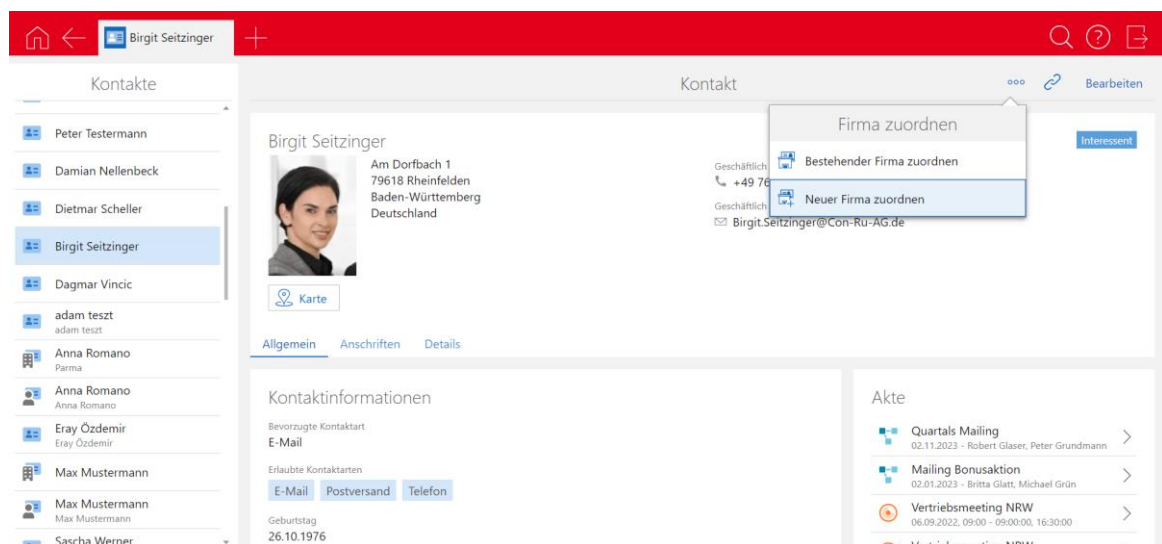 Birgit Seitzinger
Kontakte
Kontakt
Bearbeiten
Peter Testermann
Damian Nellenbeck
Dietmar Scheller
Birgit Seitzinger
Dagmar Vincic
adam teszt
adam teszt
Anna Romano
Parma
Anna Romano
Anna Romano
Eray Özdemir
Eray Özdemir
Max Mustermann
Max Mustermann
Max Mustermann
Sascha Werner
Birgit Seitzinger
Am Dorfbach 1
79618 Rheinfelden
Baden-Württemberg
Deutschland
Karte
Geschäftlich
+49 76
Geschäftlich
Birgit.Seitzinger@Con-Ru-AG.de
Firma zuordnen
Bestehender Firma zuordnen
Neuer Firma zuordnen
Interessent
Allgemein Anschriften Details
Kontaktinformationen
Bevorzugte Kontaktart
E-Mail
Erlaubte Kontaktarten
E-Mail Postversand Telefon
Geburtstag
26.10.1976
Akte
Quartals Mailing
02.11.2023 - Robert Glaser, Peter Grundmann
Mailing Bonusaktion
02.01.2023 - Britta Glatt, Michael Grün
Vertriebsmeeting NRW
06.09.2022, 09:00 - 09:00:00, 16:30:00